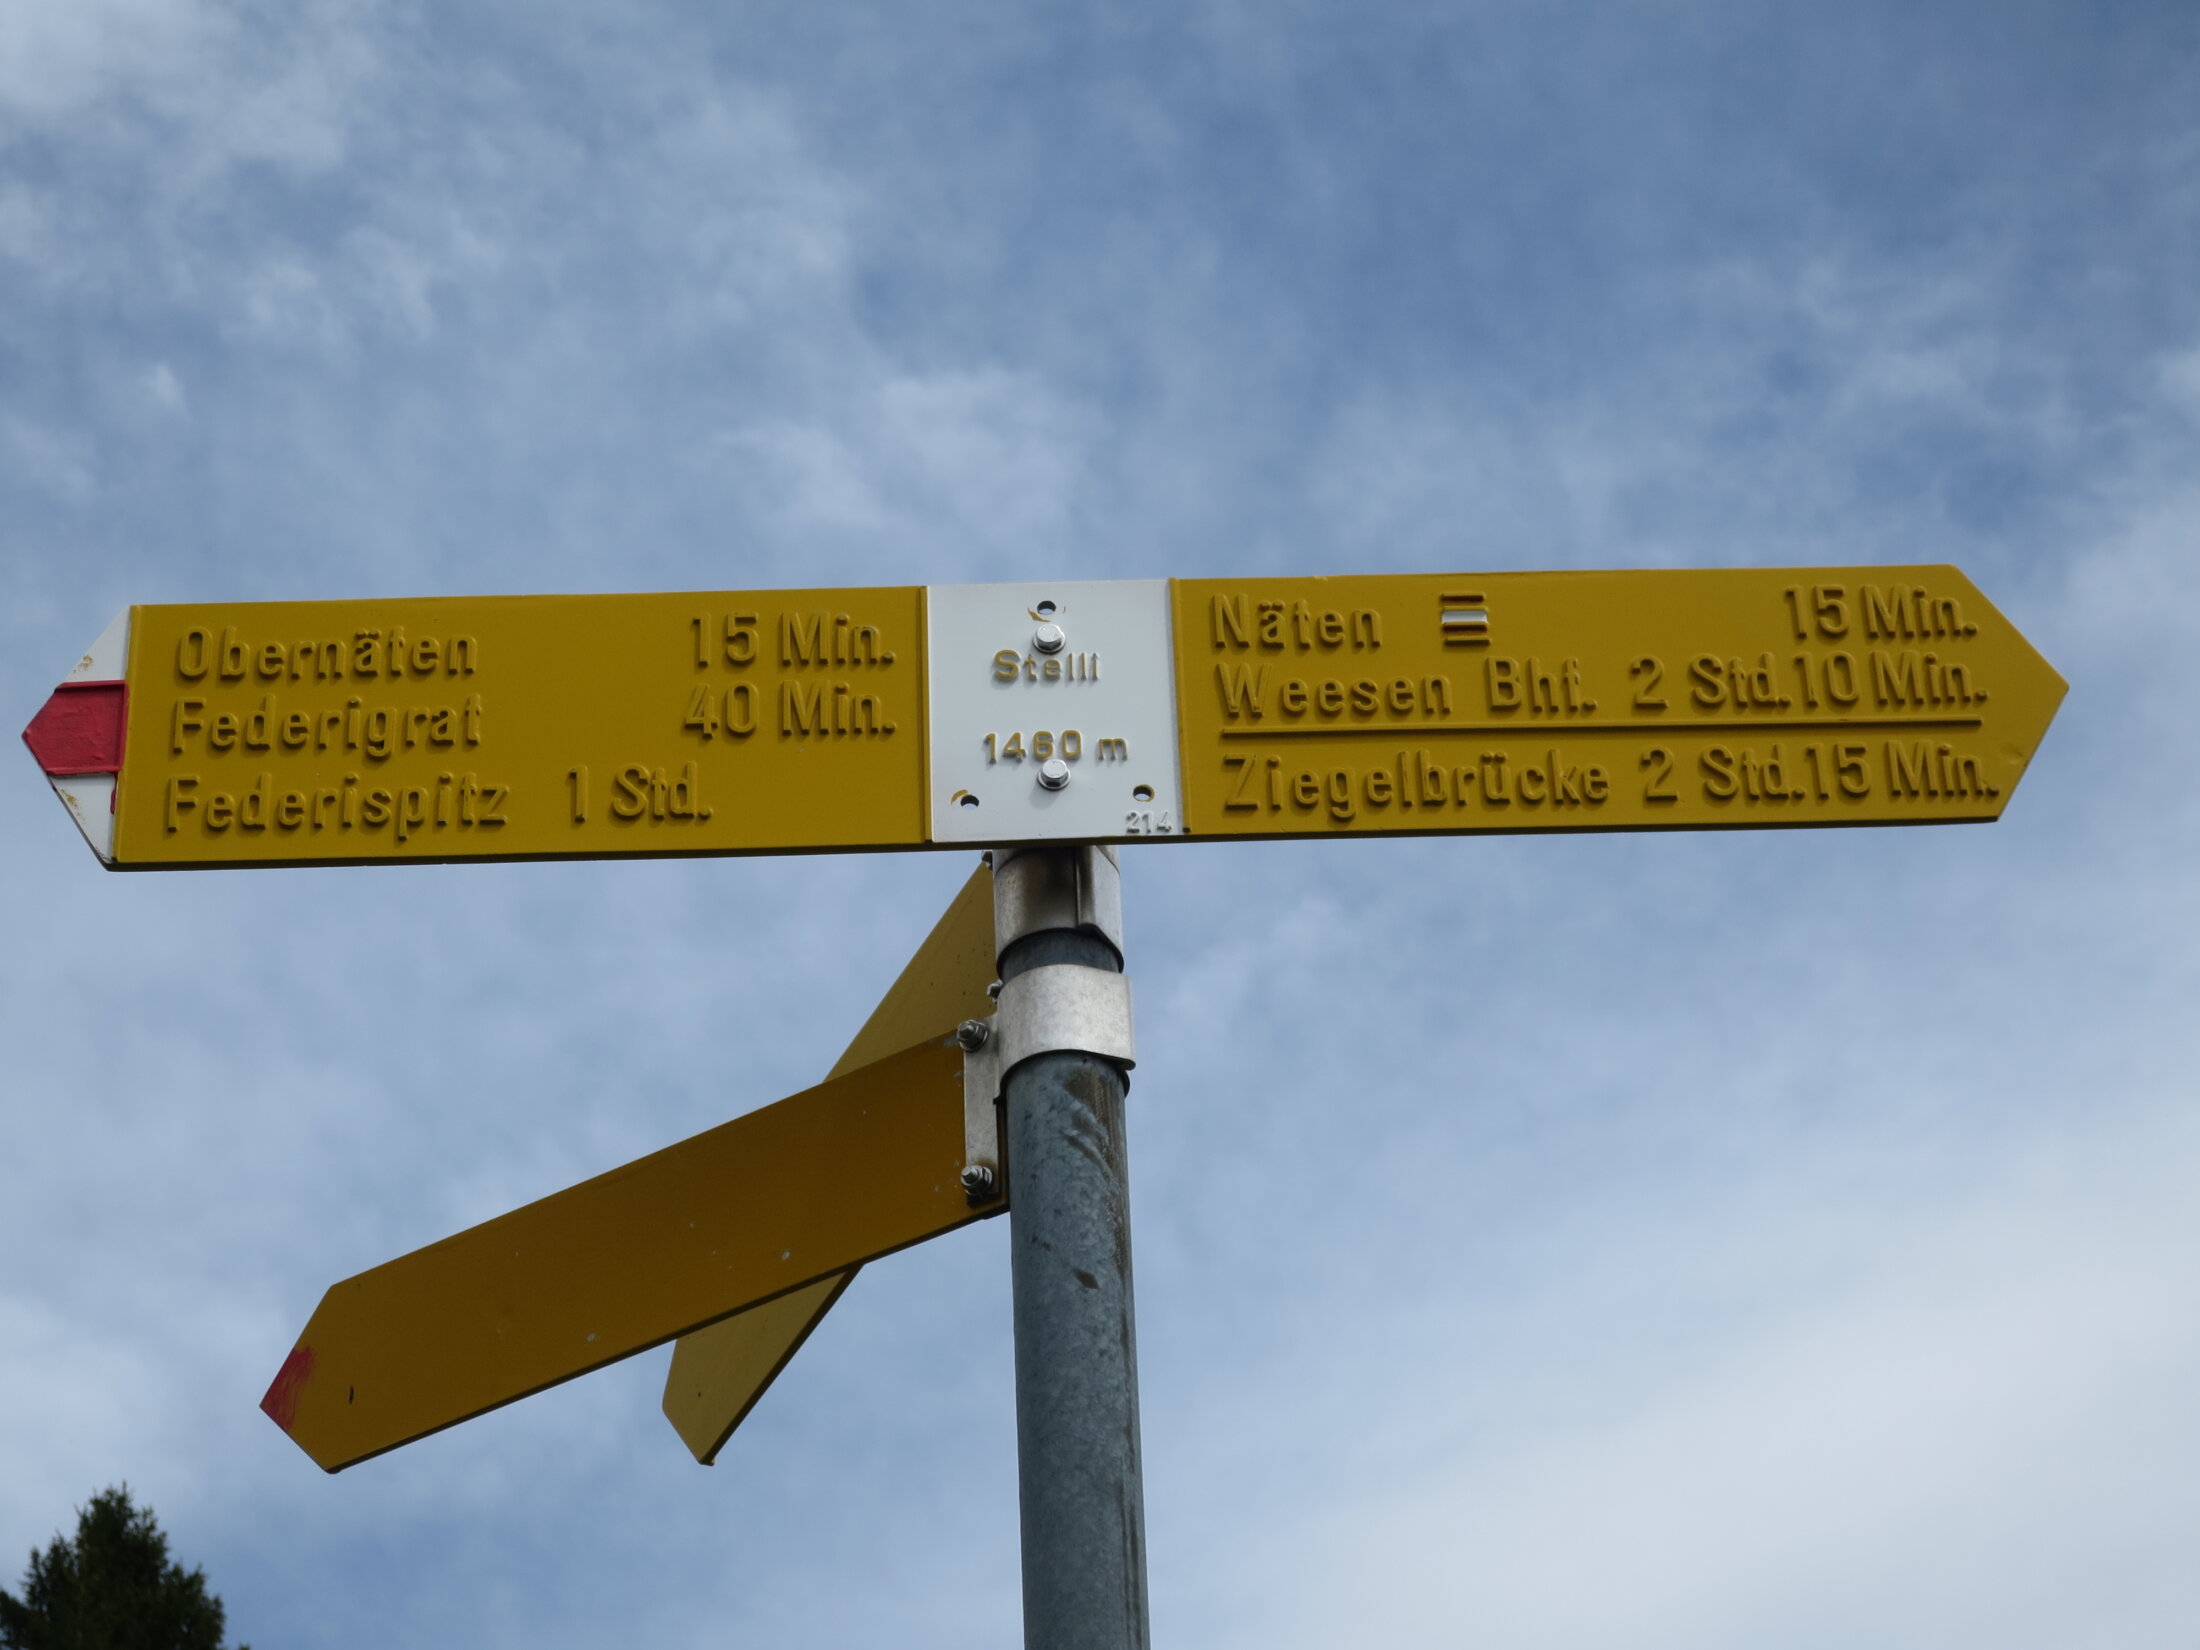 Obernäten 15 Min.
Federigrat 40 Min.
Federispitz 1 Std.
Stelli
1460 m
214
Näten 15 Min.
Weesen Bhf. 2 Std. 10 Min.
Ziegelbrücke 2 Std. 15 Min.